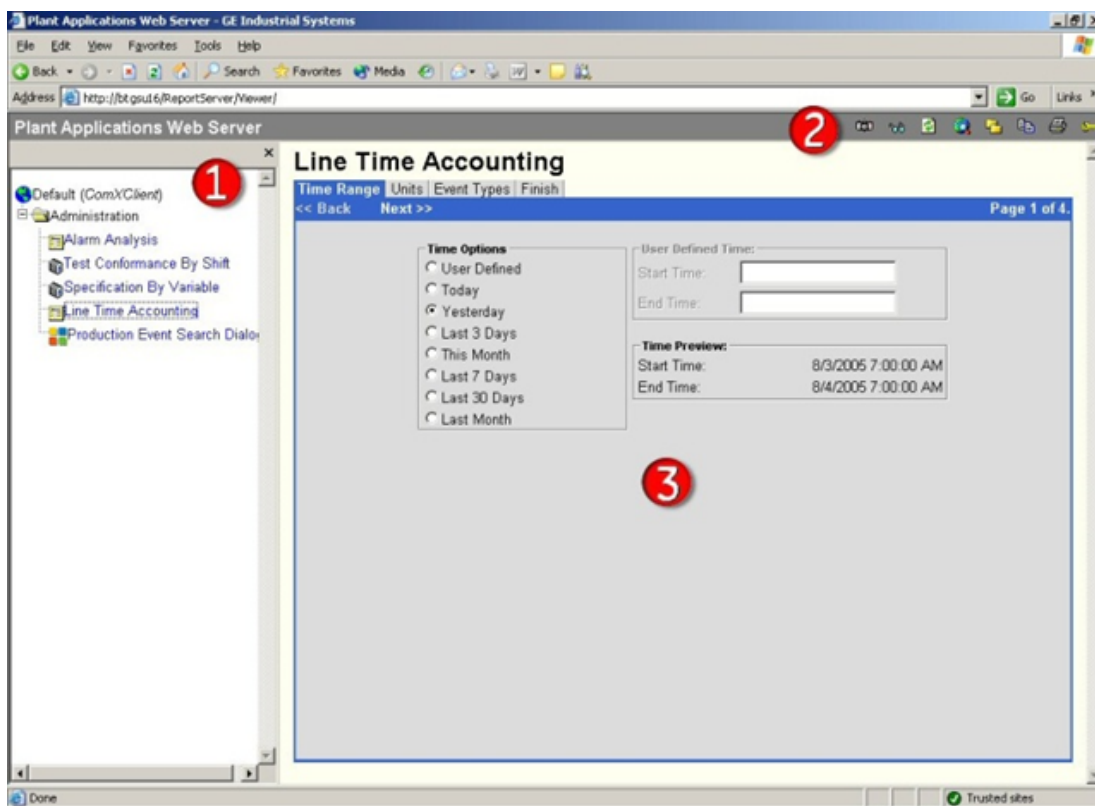 Plant Applications Web Server - GE Industrial Systems
File Edit View Favorites Tools Help
Back Search Favorites Media
Address http://btgsu16/ReportServer/Viewer/ Go Links
Plant Applications Web Server
2
1
Default (ComXClient)
Administration
Alarm Analysis
Test Conformance By Shift
Specification By Variable
Line Time Accounting
Production Event Search Dialo
Line Time Accounting
Time Range Units Event Types Finish
<< Back Next >> Page 1 of 4.
Time Options
User Defined
Today
Yesterday
Last 3 Days
This Month
Last 7 Days
Last 30 Days
Last Month
User Defined Time:
Start Time:
End Time:
Time Preview:
Start Time: 8/3/2005 7:00:00 AM
End Time: 8/4/2005 7:00:00 AM
3
Done Trusted sites